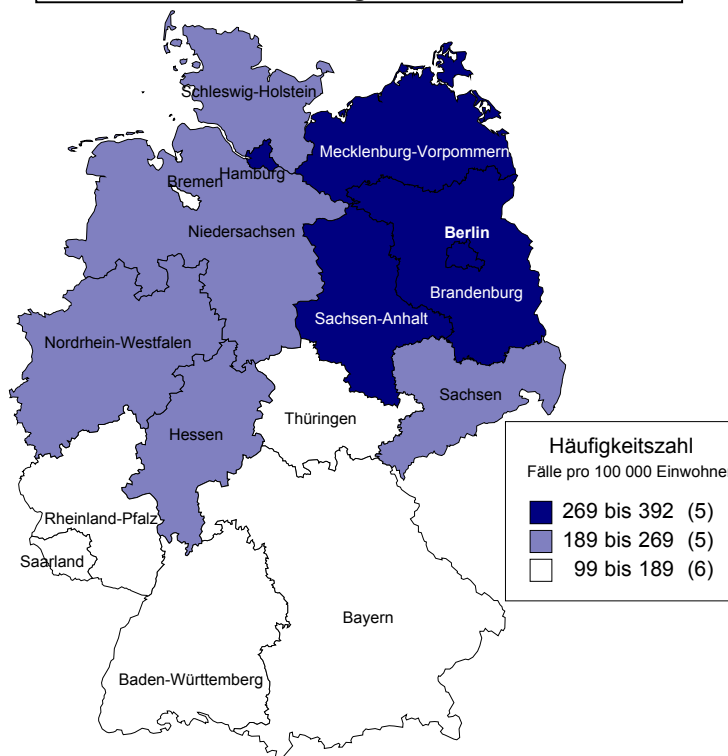 Schleswig-Holstein
Mecklenburg-Vorpommern
Hamburg
Bremen
Niedersachsen
Berlin
Brandenburg
Sachsen-Anhalt
Nordrhein-Westfalen
Sachsen
Thüringen
Hessen
Rheinland-Pfalz
Saarland
Bayern
Baden-Württemberg
Häufigkeitszahl
Fälle pro 100 000 Einwohner
269 bis 392 (5)
189 bis 269 (5)
99 bis 189 (6)